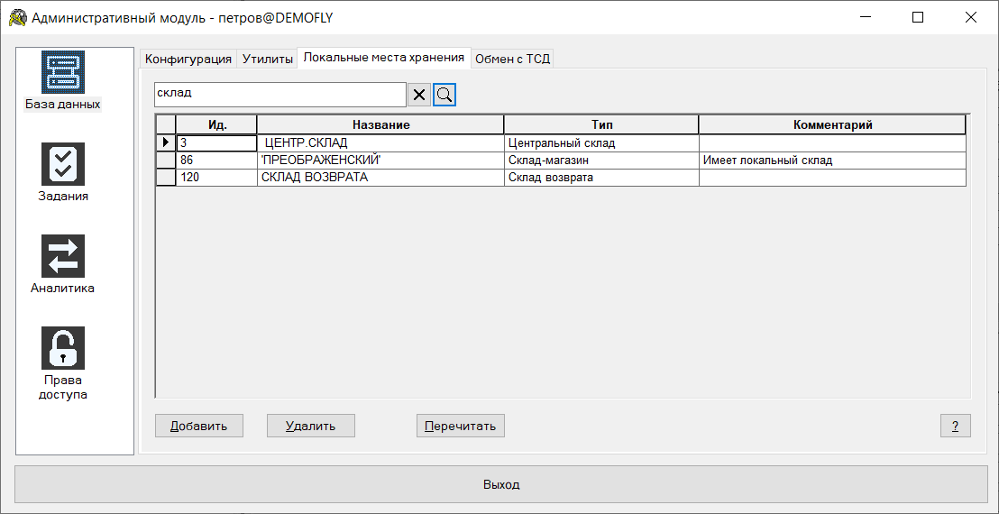 Административный модуль - петров@DEMOFLY
База данных
Задания
Аналитика
Права
доступа
Конфигурация Утилиты Локальные места хранения Обмен с ТСД
склад
Ид. Название Тип Комментарий
3 ЦЕНТР.СКЛАД Центральный склад
86 'ПРЕОБРАЖЕНСКИЙ' Склад-магазин Имеет локальный склад
120 СКЛАД ВОЗВРАТА Склад возврата
Добавить Удалить Перечитать ?
Выход